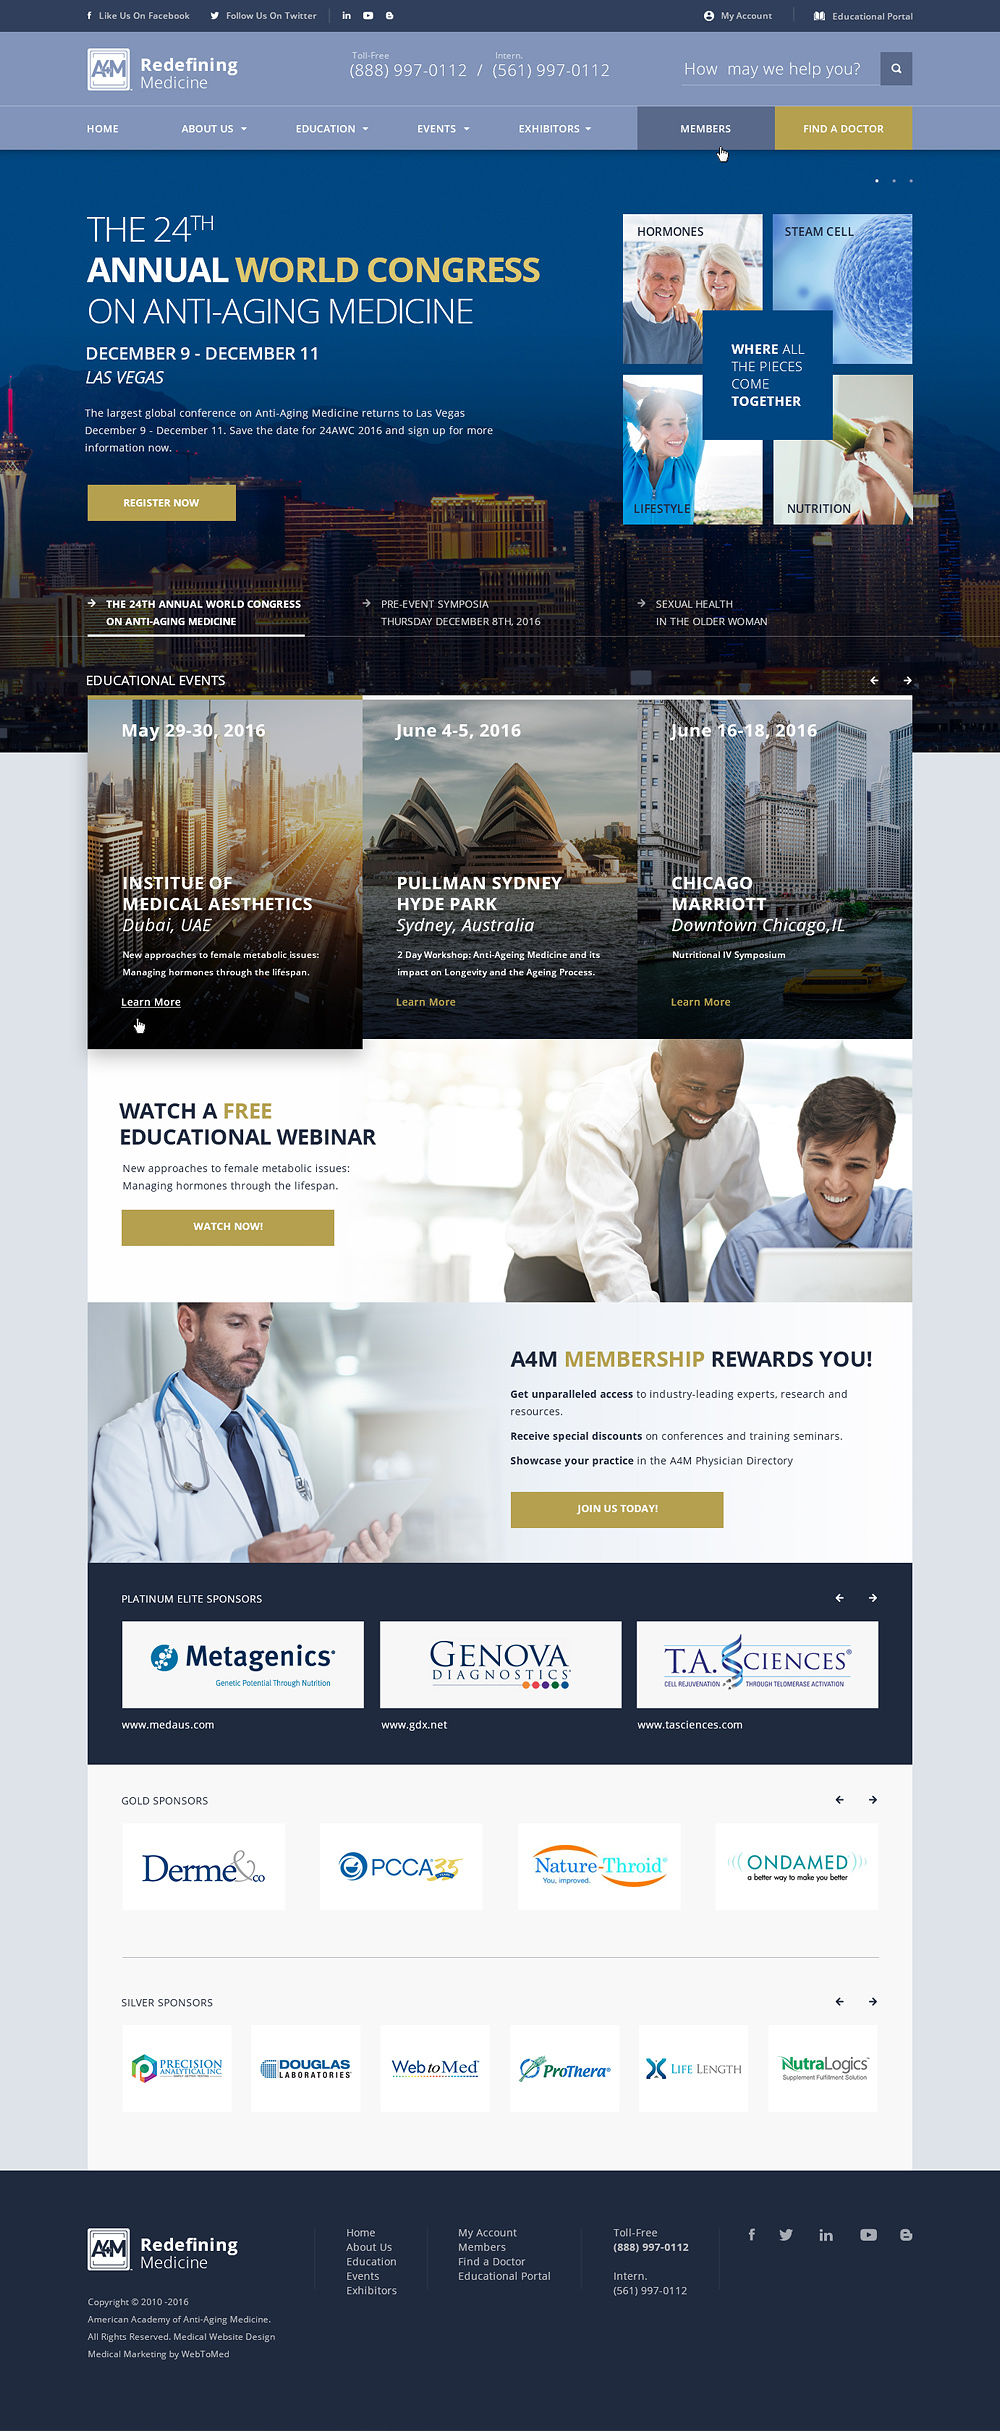 Like Us On Facebook
Follow Us On Twitter
My Account
Educational Portal
A4M
Redefining
Medicine
Toll-Free
(888) 997-0112 /
Intern.
(561) 997-0112
How may we help you?
HOME
ABOUT US
EDUCATION
EVENTS
EXHIBITORS
MEMBERS
FIND A DOCTOR
THE 24TH
ANNUAL WORLD CONGRESS
ON ANTI-AGING MEDICINE
DECEMBER 9 - DECEMBER 11
LAS VEGAS
The largest global conference on Anti-Aging Medicine returns to Las Vegas
December 9 - December 11. Save the date for 24AWC 2016 and sign up for more
information now.
REGISTER NOW
HORMONES
STEAM CELL
WHERE ALL
THE PIECES
COME
TOGETHER
LIFESTYLE
NUTRITION
THE 24TH ANNUAL WORLD CONGRESS
ON ANTI-AGING MEDICINE
PRE-EVENT SYMPOSIA
THURSDAY DECEMBER 8TH, 2016
SEXUAL HEALTH
IN THE OLDER WOMAN
EDUCATIONAL EVENTS
May 29-30, 2016
INSTITUE OF
MEDICAL AESTHETICS
Dubai, UAE
New approaches to female metabolic issues:
Managing hormones through the lifespan.
Learn More
June 4-5, 2016
PULLMAN SYDNEY
HYDE PARK
Sydney, Australia
2 Day Workshop: Anti-Ageing Medicine and its
impact on Longevity and the Ageing Process.
Learn More
June 16-18, 2016
CHICAGO
MARRIOTT
Downtown Chicago,IL
Nutritional IV Symposium
Learn More
WATCH A FREE
EDUCATIONAL WEBINAR
New approaches to female metabolic issues:
Managing hormones through the lifespan.
WATCH NOW!
A4M MEMBERSHIP REWARDS YOU!
Get unparalleled access to industry-leading experts, research and
resources.
Receive special discounts on conferences and training seminars.
Showcase your practice in the A4M Physician Directory
JOIN US TODAY!
PLATINUM ELITE SPONSORS
Metagenics®
Genetic Potential Through Nutrition
www.medaus.com
GENOVA
DIAGNOSTICS
www.gdx.net
T.A. SCIENCES®
CELL REJUVENATION THROUGH TELOMERASE ACTIVATION
www.tasciences.com
GOLD SPONSORS
Derme&co
PCCA 35
Nature-Throid®
You, improved.
ONDAMED
a better way to make you better
SILVER SPONSORS
PRECISION
ANALYTICAL INC.
DOUGLAS
LABORATORIES
WebtoMed
ProThera®
LIFE LENGTH
NutraLogics
Supplement Fulfillment Solution
A4M
Redefining
Medicine
Copyright © 2010 -2016
American Academy of Anti-Aging Medicine.
All Rights Reserved. Medical Website Design
Medical Marketing by WebToMed
Home
About Us
Education
Events
Exhibitors
My Account
Members
Find a Doctor
Educational Portal
Toll-Free
(888) 997-0112
Intern.
(561) 997-0112